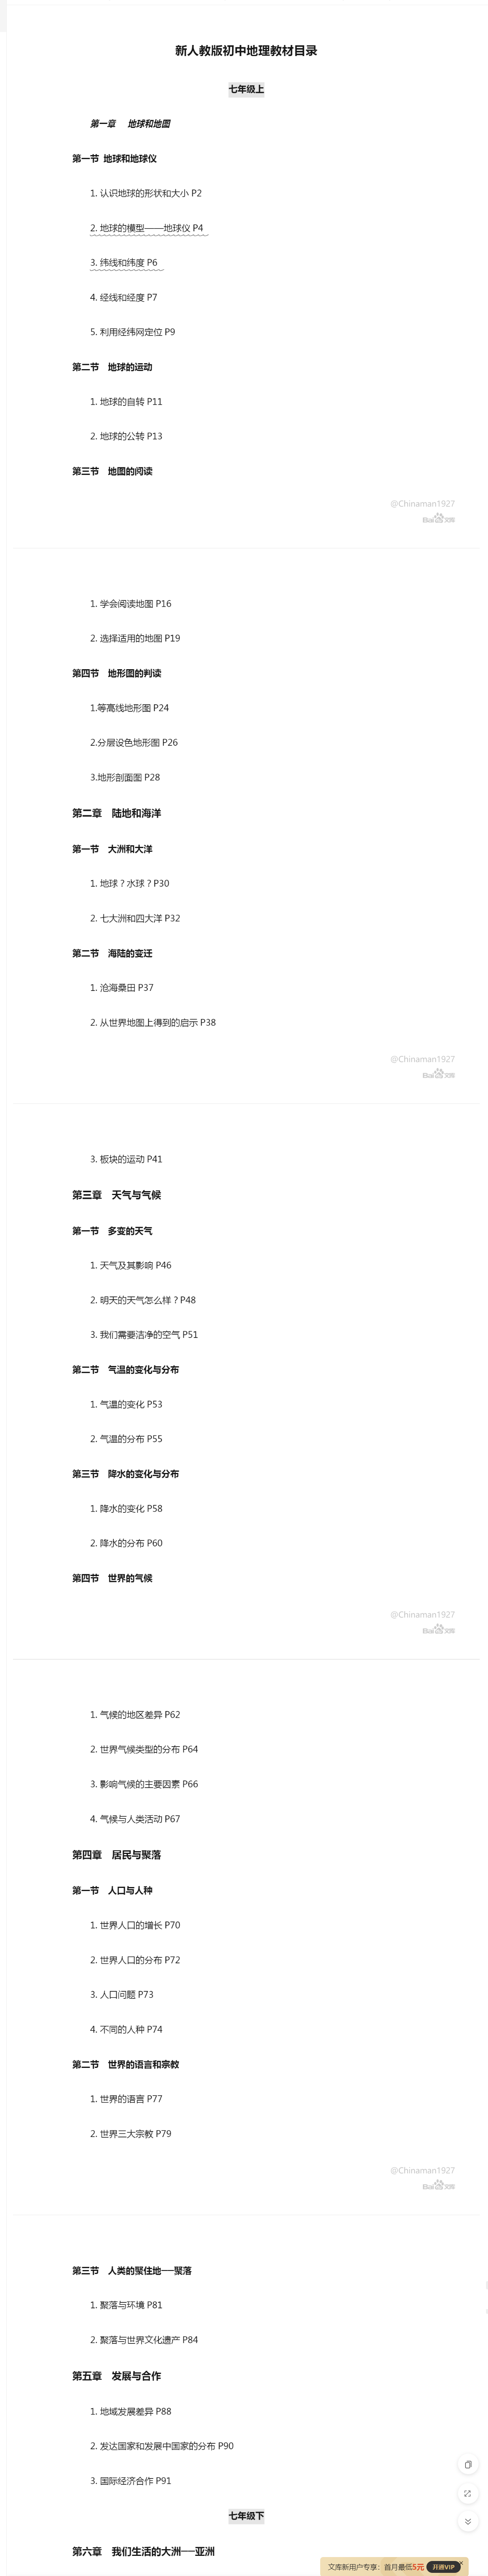 新人教版初中地理教材目录
七年级上
第一章 地球和地图
第一节 地球和地球仪
1. 认识地球的形状和大小 P2
2. 地球的模型——地球仪 P4
3. 纬线和纬度 P6
4. 经线和经度 P7
5. 利用经纬网定位 P9
第二节 地球的运动
1. 地球的自转 P11
2. 地球的公转 P13
第三节 地图的阅读
@Chinaman1927
Bai文库
1. 学会阅读地图 P16
2. 选择适用的地图 P19
第四节 地形图的判读
1.等高线地形图 P24
2.分层设色地形图 P26
3.地形剖面图 P28
第二章 陆地和海洋
第一节 大洲和大洋
1. 地球？水球？P30
2. 七大洲和四大洋 P32
第二节 海陆的变迁
1. 沧海桑田 P37
2. 从世界地图上得到的启示 P38
@Chinaman1927
Bai文库
3. 板块的运动 P41
第三章 天气与气候
第一节 多变的天气
1. 天气及其影响 P46
2. 明天的天气怎么样？P48
3. 我们需要洁净的空气 P51
第二节 气温的变化与分布
1. 气温的变化 P53
2. 气温的分布 P55
第三节 降水的变化与分布
1. 降水的变化 P58
2. 降水的分布 P60
第四节 世界的气候
@Chinaman1927
Bai文库
1. 气候的地区差异 P62
2. 世界气候类型的分布 P64
3. 影响气候的主要因素 P66
4. 气候与人类活动 P67
第四章 居民与聚落
第一节 人口与人种
1. 世界人口的增长 P70
2. 世界人口的分布 P72
3. 人口问题 P73
4. 不同的人种 P74
第二节 世界的语言和宗教
1. 世界的语言 P77
2. 世界三大宗教 P79
@Chinaman1927
Bai文库
第三节 人类的聚住地──聚落
1. 聚落与环境 P81
2. 聚落与世界文化遗产 P84
第五章 发展与合作
1. 地域发展差异 P88
2. 发达国家和发展中国家的分布 P90
3. 国际经济合作 P91
七年级下
第六章 我们生活的大洲──亚洲
文库新用户专享：首月最低5元 开通VIP